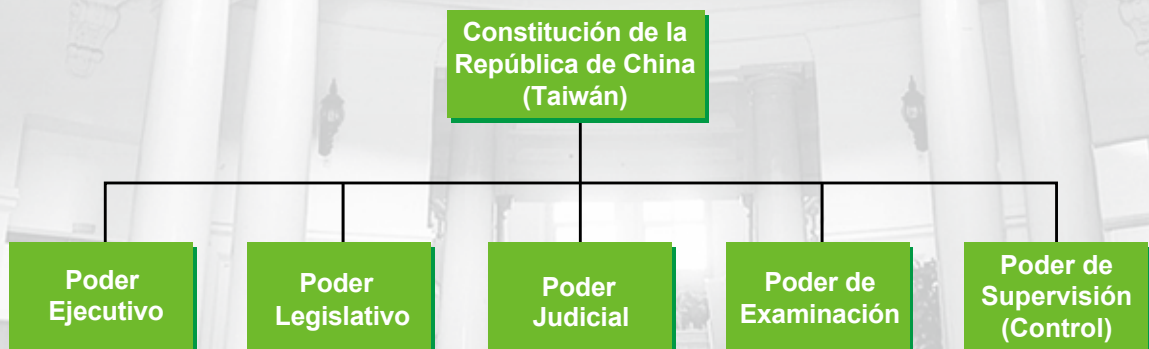 Constitución de la
República de China
(Taiwán)
Poder
Ejecutivo
Poder
Legislativo
Poder
Judicial
Poder de
Examinación
Poder de
Supervisión
(Control)